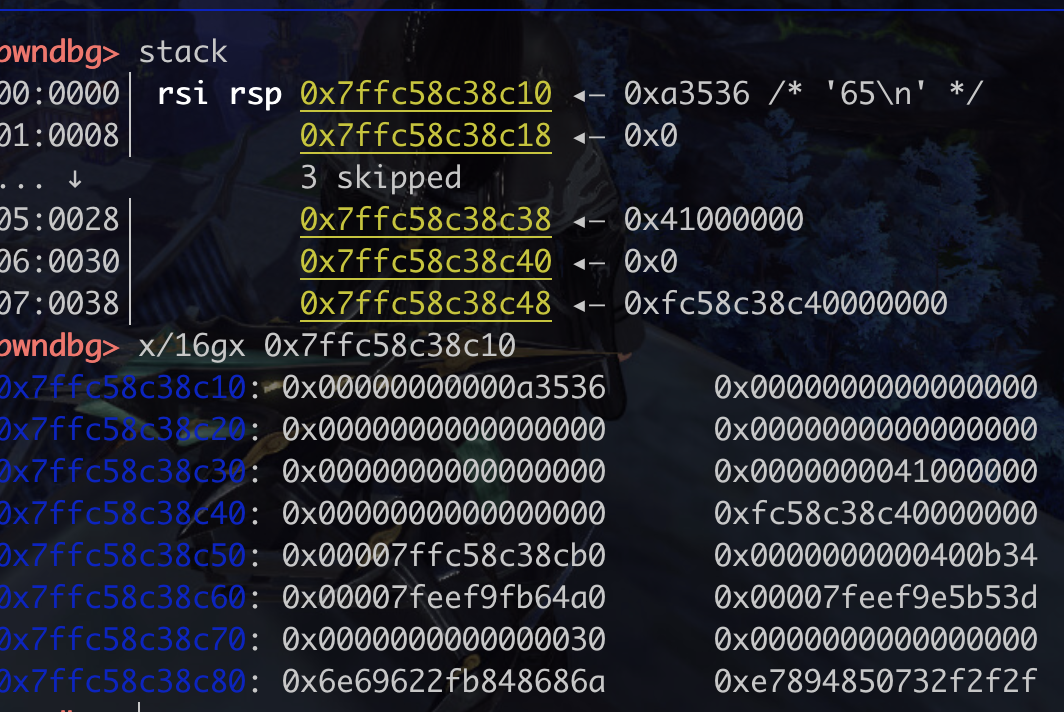 pwndbg> stack
00:0000│ rsi rsp 0x7ffc58c38c10 ◂— 0xa3536 /* '65\n' */
01:0008│ 0x7ffc58c38c18 ◂— 0x0
... ↓ 3 skipped
05:0028│ 0x7ffc58c38c38 ◂— 0x41000000
06:0030│ 0x7ffc58c38c40 ◂— 0x0
07:0038│ 0x7ffc58c38c48 ◂— 0xfc58c38c40000000
pwndbg> x/16gx 0x7ffc58c38c10
0x7ffc58c38c10: 0x00000000000a3536 0x0000000000000000
0x7ffc58c38c20: 0x0000000000000000 0x0000000000000000
0x7ffc58c38c30: 0x0000000000000000 0x0000000041000000
0x7ffc58c38c40: 0x0000000000000000 0xfc58c38c40000000
0x7ffc58c38c50: 0x00007ffc58c38cb0 0x0000000000400b34
0x7ffc58c38c60: 0x00007feef9fb64a0 0x00007feef9e5b53d
0x7ffc58c38c70: 0x0000000000000030 0x0000000000000000
0x7ffc58c38c80: 0x6e69622fb848686a 0xe7894850732f2f2f